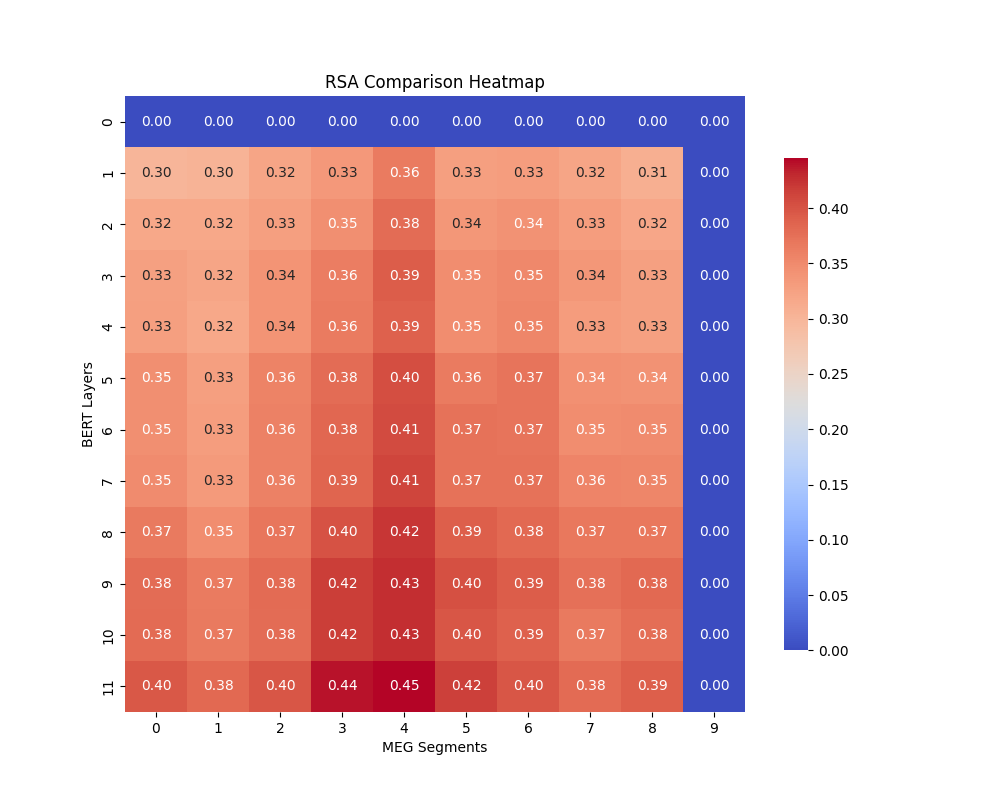 RSA Comparison Heatmap
0 0.00 0.00 0.00 0.00 0.00 0.00 0.00 0.00 0.00 0.00
1 0.30 0.30 0.32 0.33 0.36 0.33 0.33 0.32 0.31 0.00
2 0.32 0.32 0.33 0.35 0.38 0.34 0.34 0.33 0.32 0.00
3 0.33 0.32 0.34 0.36 0.39 0.35 0.35 0.34 0.33 0.00
4 0.33 0.32 0.34 0.36 0.39 0.35 0.35 0.33 0.33 0.00
5 0.35 0.33 0.36 0.38 0.40 0.36 0.37 0.34 0.34 0.00
6 0.35 0.33 0.36 0.38 0.41 0.37 0.37 0.35 0.35 0.00
7 0.35 0.33 0.36 0.39 0.41 0.37 0.37 0.36 0.35 0.00
8 0.37 0.35 0.37 0.40 0.42 0.39 0.38 0.37 0.37 0.00
9 0.38 0.37 0.38 0.42 0.43 0.40 0.39 0.38 0.38 0.00
10 0.38 0.37 0.38 0.42 0.43 0.40 0.39 0.37 0.38 0.00
11 0.40 0.38 0.40 0.44 0.45 0.42 0.40 0.38 0.39 0.00
0 1 2 3 4 5 6 7 8 9
MEG Segments
BERT Layers
0.40
0.35
0.30
0.25
0.20
0.15
0.10
0.05
0.00